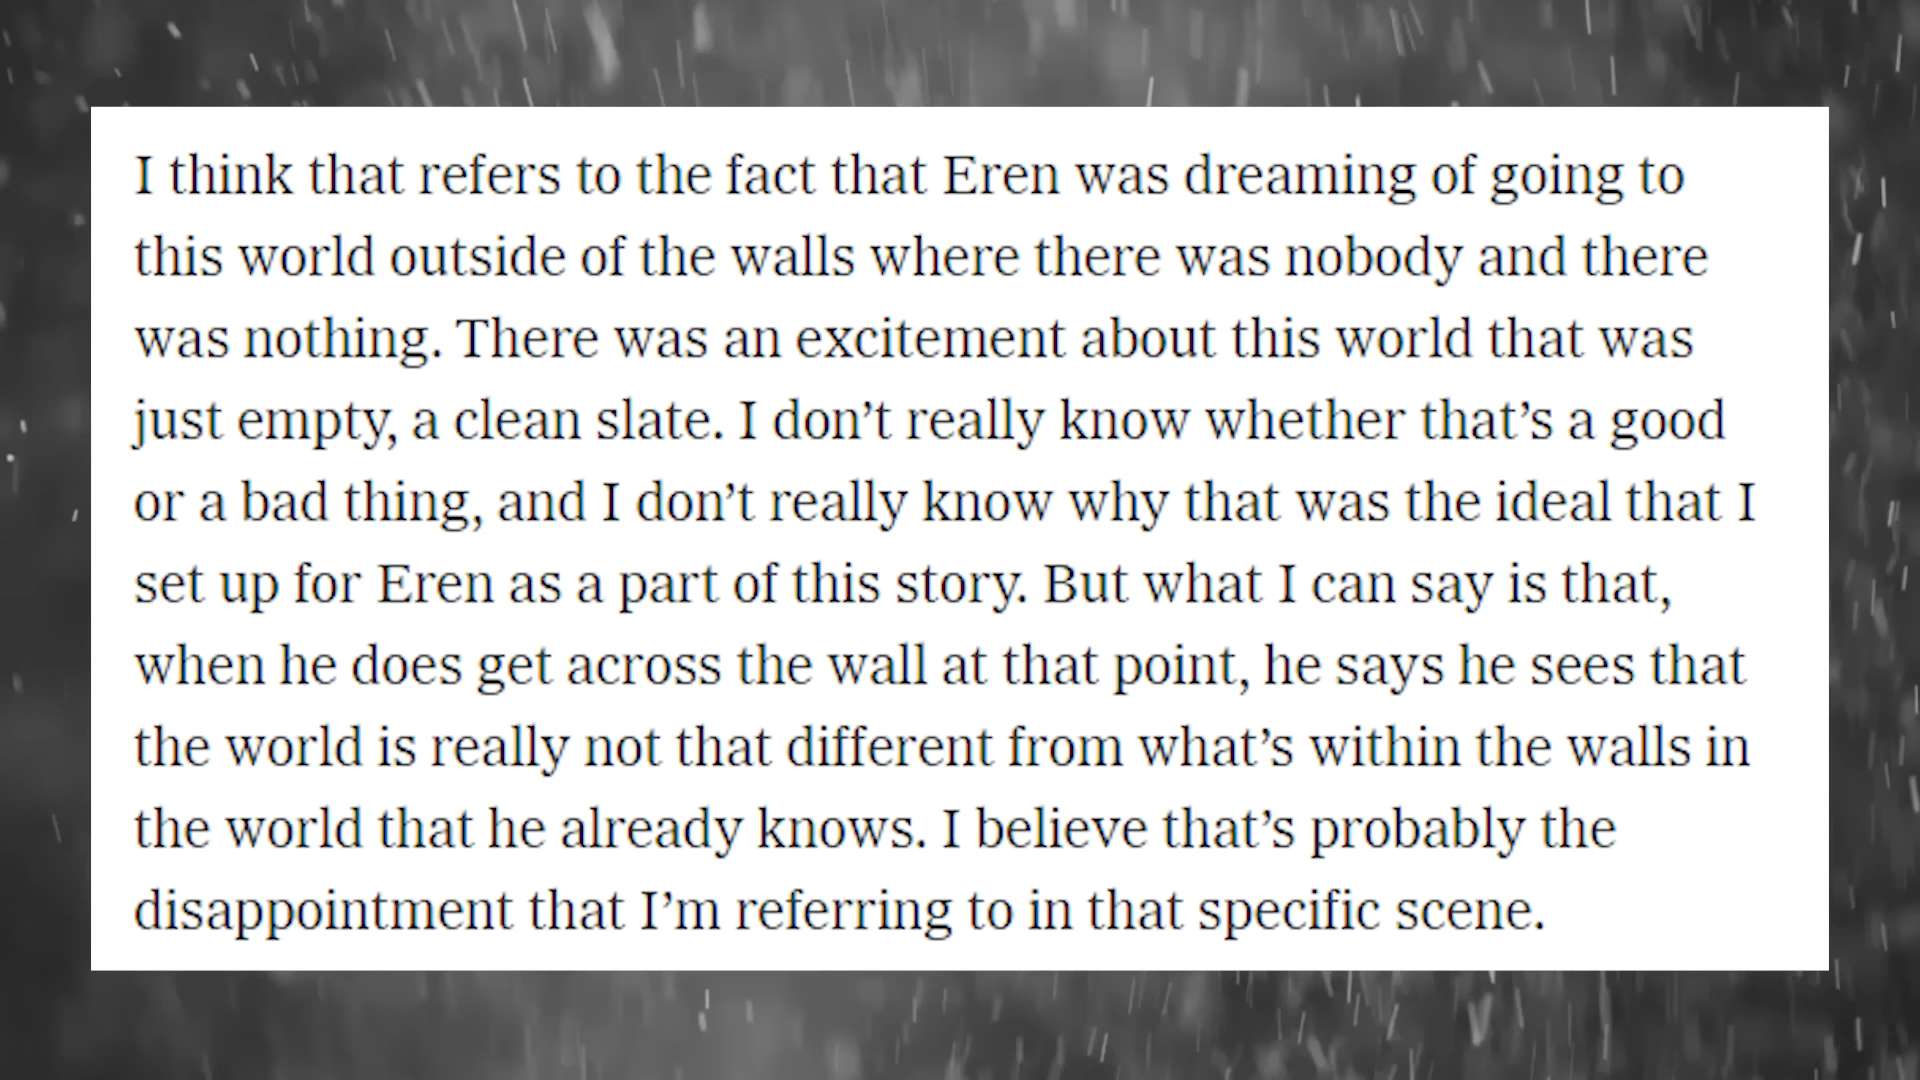 I think that refers to the fact that Eren was dreaming of going to
this world outside of the walls where there was nobody and there
was nothing. There was an excitement about this world that was
just empty, a clean slate. I don’t really know whether that’s a good
or a bad thing, and I don’t really know why that was the ideal that I
set up for Eren as a part of this story. But what I can say is that,
when he does get across the wall at that point, he says he sees that
the world is really not that different from what’s within the walls in
the world that he already knows. I believe that’s probably the
disappointment that I’m referring to in that specific scene.